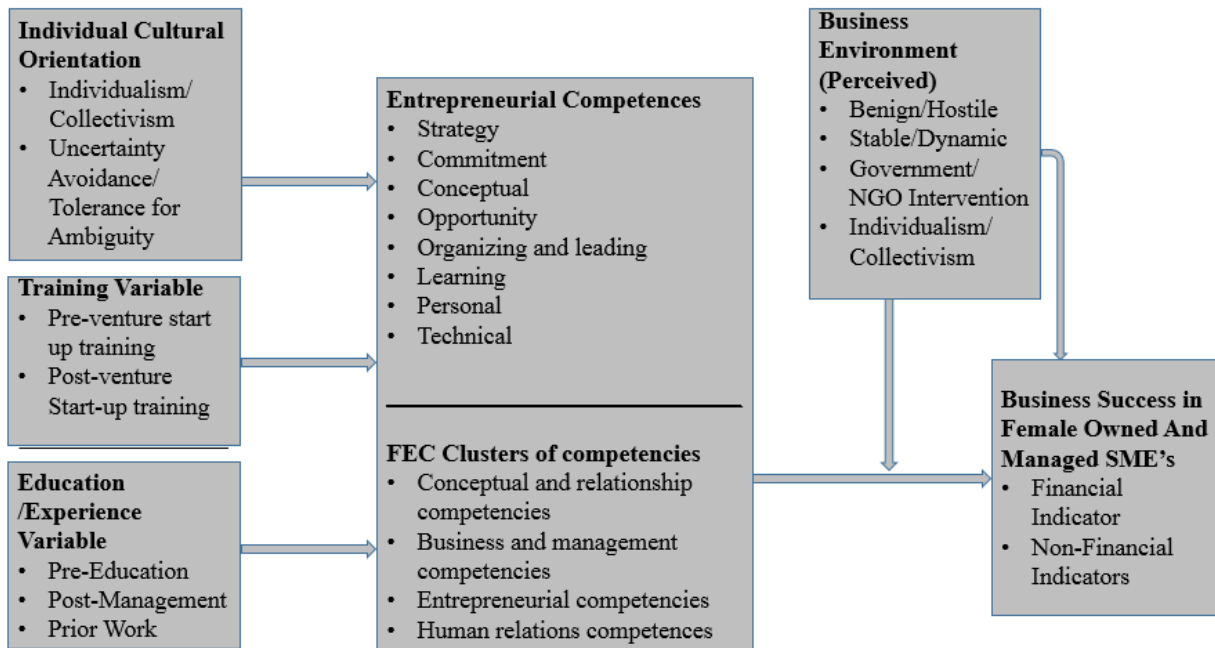 Individual Cultural
Orientation
• Individualism/
Collectivism
• Uncertainty
Avoidance/
Tolerance for
Ambiguity
Training Variable
• Pre-venture start
up training
• Post-venture
Start-up training
Education
/Experience
Variable
• Pre-Education
• Post-Management
• Prior Work
Entrepreneurial Competences
• Strategy
• Commitment
• Conceptual
• Opportunity
• Organizing and leading
• Learning
• Personal
• Technical
FEC Clusters of competencies
• Conceptual and relationship
competencies
• Business and management
competencies
• Entrepreneurial competencies
• Human relations competences
Business
Environment
(Perceived)
• Benign/Hostile
• Stable/Dynamic
• Government/
NGO Intervention
• Individualism/
Collectivism
Business Success in
Female Owned And
Managed SME’s
• Financial
Indicator
• Non-Financial
Indicators